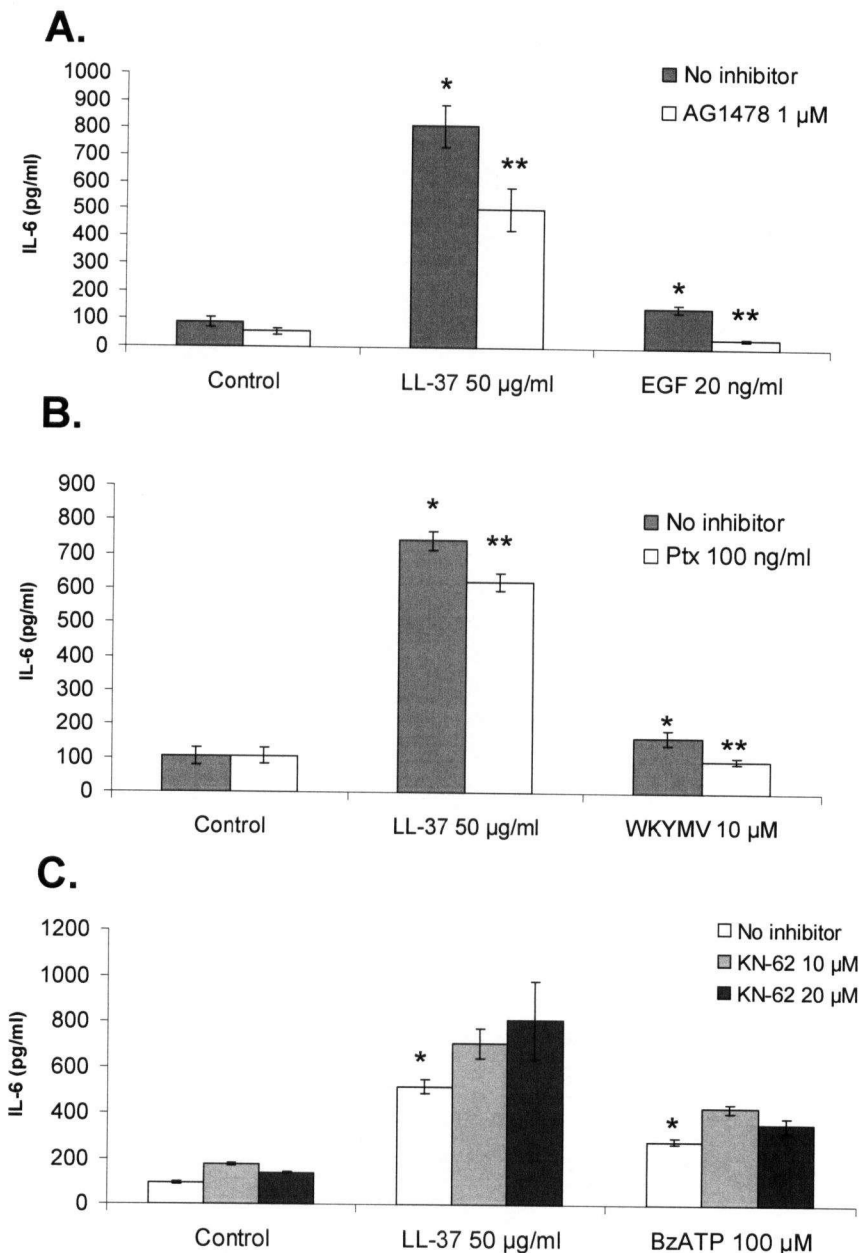 A.
1000
900
800
700
600
500
400
300
200
100
0
IL-6 (pg/ml)
No inhibitor
AG1478 1 µM
*
**
*
**
Control
LL-37 50 µg/ml
EGF 20 ng/ml
B.
900
800
700
600
500
400
300
200
100
0
IL-6 (pg/ml)
No inhibitor
Ptx 100 ng/ml
*
**
*
**
Control
LL-37 50 µg/ml
WKYMV 10 µM
C.
1200
1000
800
600
400
200
0
IL-6 (pg/ml)
No inhibitor
KN-62 10 µM
KN-62 20 µM
*
*
Control
LL-37 50 µg/ml
BzATP 100 µM